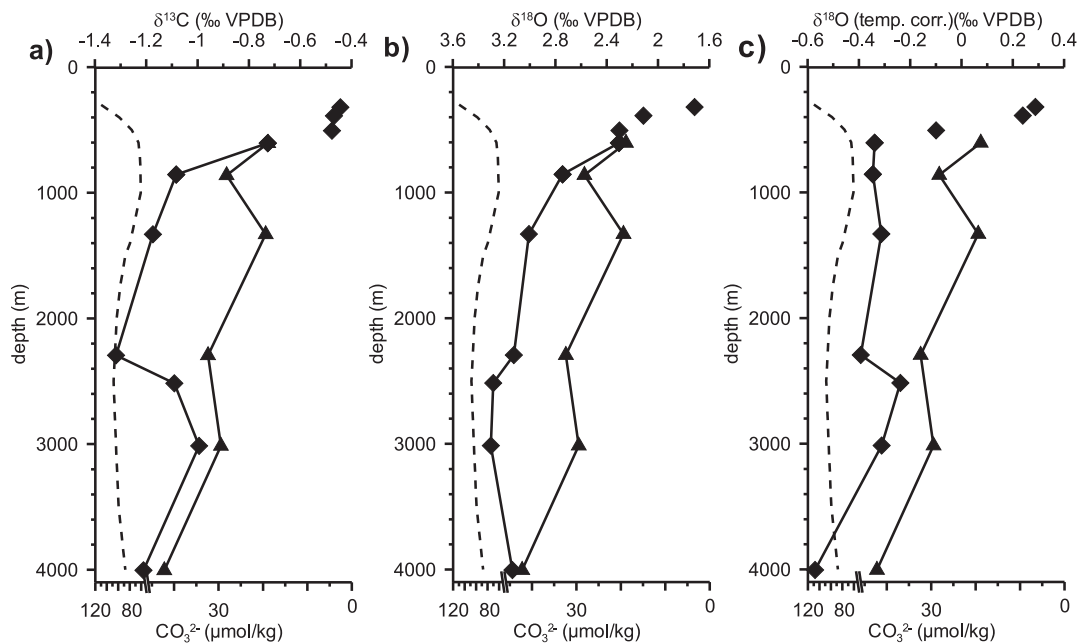 a)
δ¹³C (‰ VPDB)
-1.4 -1.2 -1 -0.8 -0.6 -0.4
0
1000
2000
3000
4000
depth (m)
120 80 30 0
CO₃²⁻ (µmol/kg)
b)
δ¹⁸O (‰ VPDB)
3.6 3.2 2.8 2.4 2 1.6
0
1000
2000
3000
4000
depth (m)
120 80 30 0
CO₃²⁻ (µmol/kg)
c)
δ¹⁸O (temp. corr.)(‰ VPDB)
-0.6 -0.4 -0.2 0 0.2 0.4
0
1000
2000
3000
4000
depth (m)
120 80 30 0
CO₃²⁻ (µmol/kg)